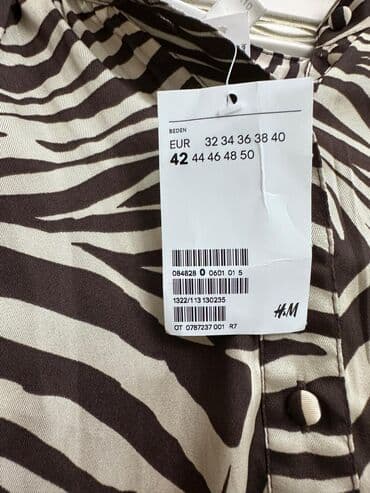 BEDEN
EUR 32 34 36 38 40
42 44 46 48 50
084828 0 0601 01 5
1322/113 130235
H&M
OT 0787237 001 R7